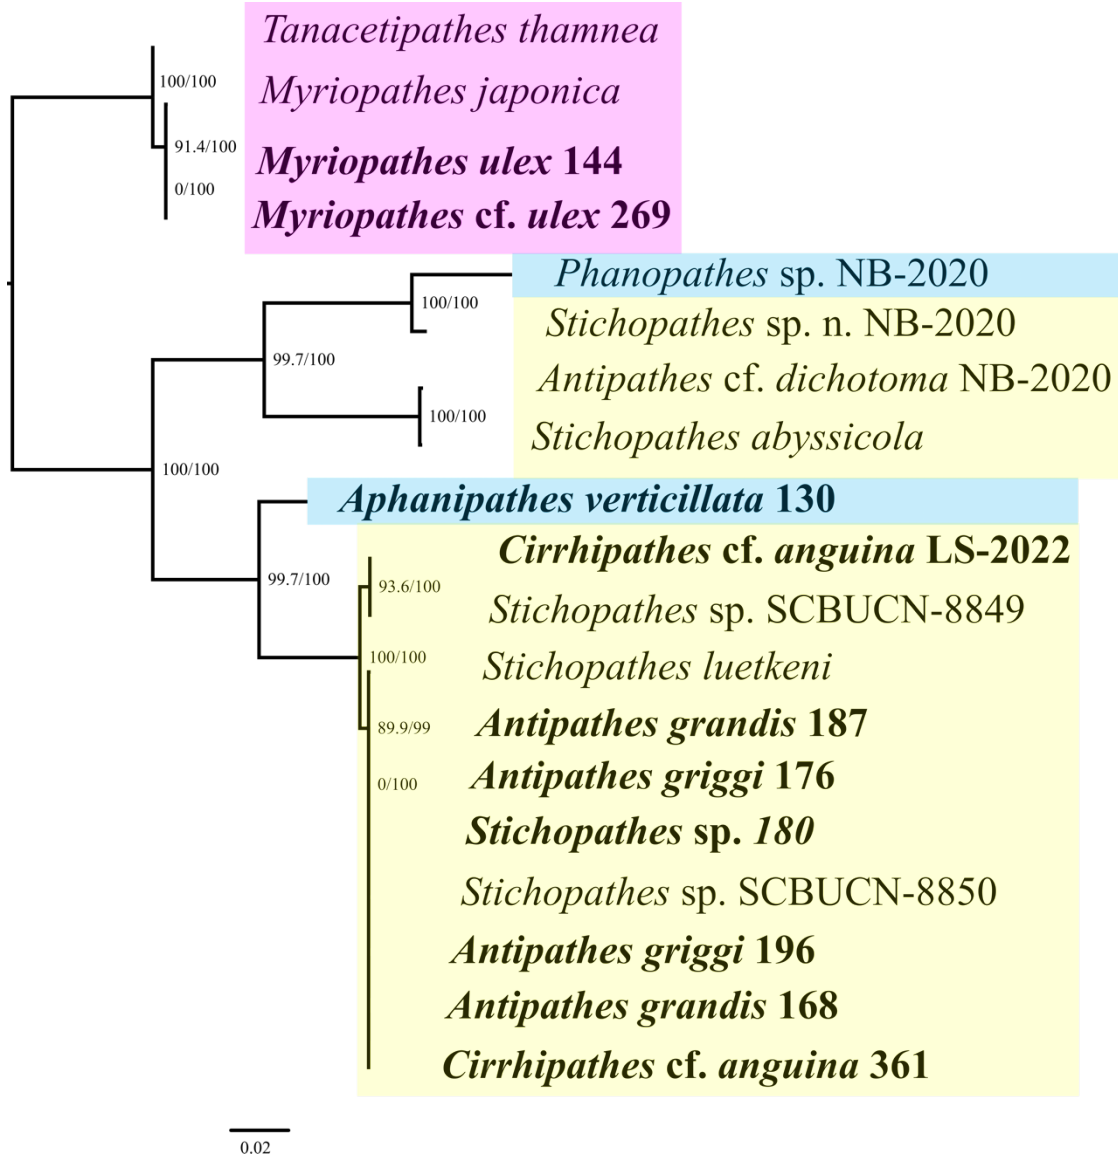 Tanacetipathes thamnea
100/100
Myriopathes japonica
91.4/100
Myriopathes ulex 144
0/100
Myriopathes cf. ulex 269
Phanopathes sp. NB-2020
100/100
Stichopathes sp. n. NB-2020
99.7/100
Antipathes cf. dichotoma NB-2020
100/100
Stichopathes abyssicola
100/100
Aphanipathes verticillata 130
Cirrhipathes cf. anguina LS-2022
99.7/100
93.6/100
Stichopathes sp. SCBUCN-8849
100/100
Stichopathes luetkeni
89.9/99
Antipathes grandis 187
0/100
Antipathes griggi 176
Stichopathes sp. 180
Stichopathes sp. SCBUCN-8850
Antipathes griggi 196
Antipathes grandis 168
Cirrhipathes cf. anguina 361
0.02